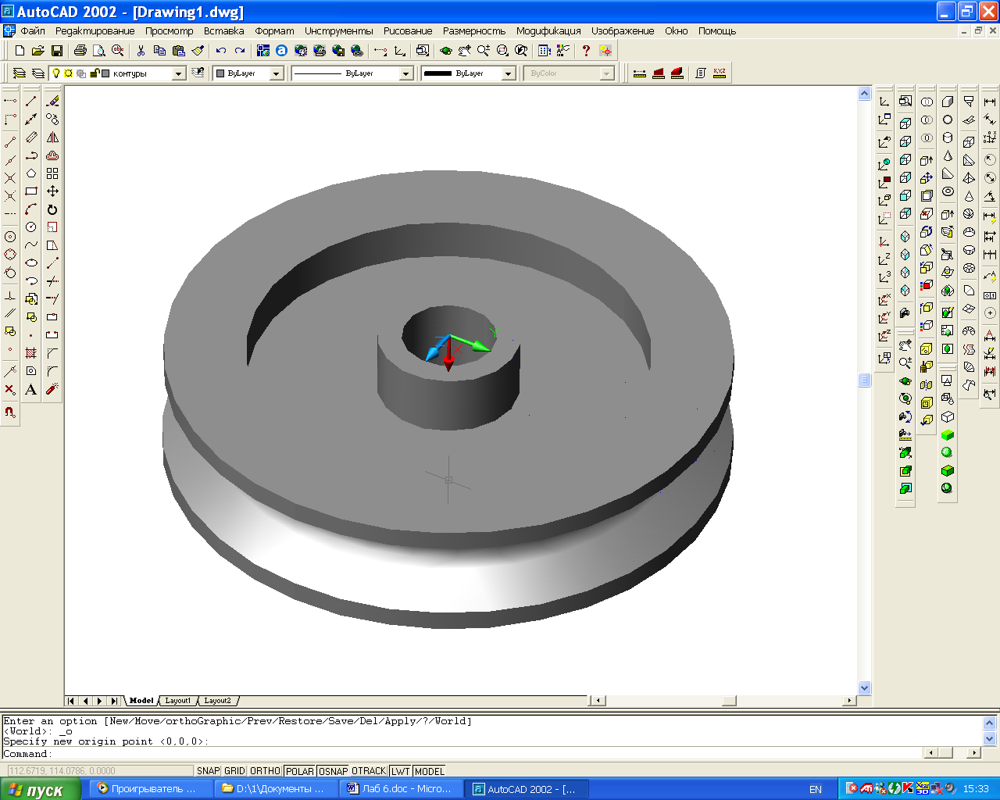 AutoCAD 2002 - [Drawing1.dwg]
Файл Редактирование Просмотр Вставка Формат Инструменты Рисование Размерность Модификация Изображение Окно Помощь
контуры ByLayer ByLayer ByLayer ByColor
Model Layout1 Layout2
Enter an option [New/Move/orthoGraphic/Prev/Restore/Save/Del/Apply/?/World]
<World>: _o
Specify new origin point <0,0,0>:
Command:
112.6719, 114.0786, 0.0000 SNAP GRID ORTHO POLAR OSNAP OTRACK LWT MODEL
пуск Проигрыватель ... D:\1\Документы ... Лаб 6.doc - Micro... AutoCAD 2002 - [... EN 15:33